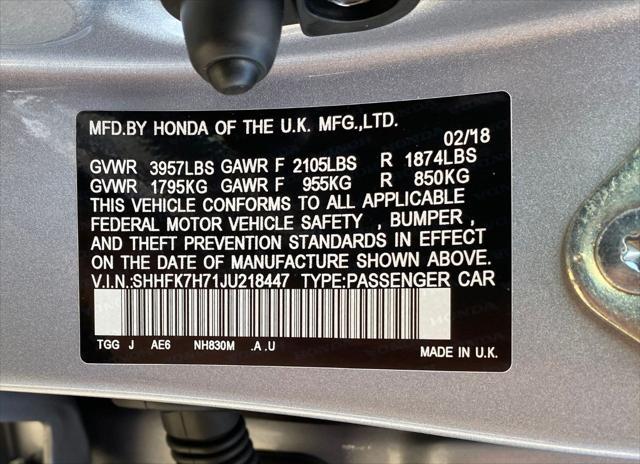 MFD.BY HONDA OF THE U.K. MFG.,LTD.
02/'18
GVWR 3957LBS GAWR F 2105LBS R 1874LBS
GVWR 1795KG GAWR F 955KG R 850KG
THIS VEHICLE CONFORMS TO ALL APPLICABLE
FEDERAL MOTOR VEHICLE SAFETY , BUMPER ,
AND THEFT PREVENTION STANDARDS IN EFFECT
ON THE DATE OF MANUFACTURE SHOWN ABOVE.
V.I.N.:SHHFK7H71JU218447 TYPE:PASSENGER CAR
TGG J AE6 NH830M .A .U
MADE IN U.K.